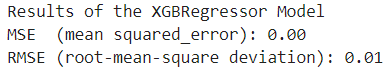 Results of the XGBRegressor Model
MSE  (mean squared_error): 0.00
RMSE (root-mean-square deviation): 0.01